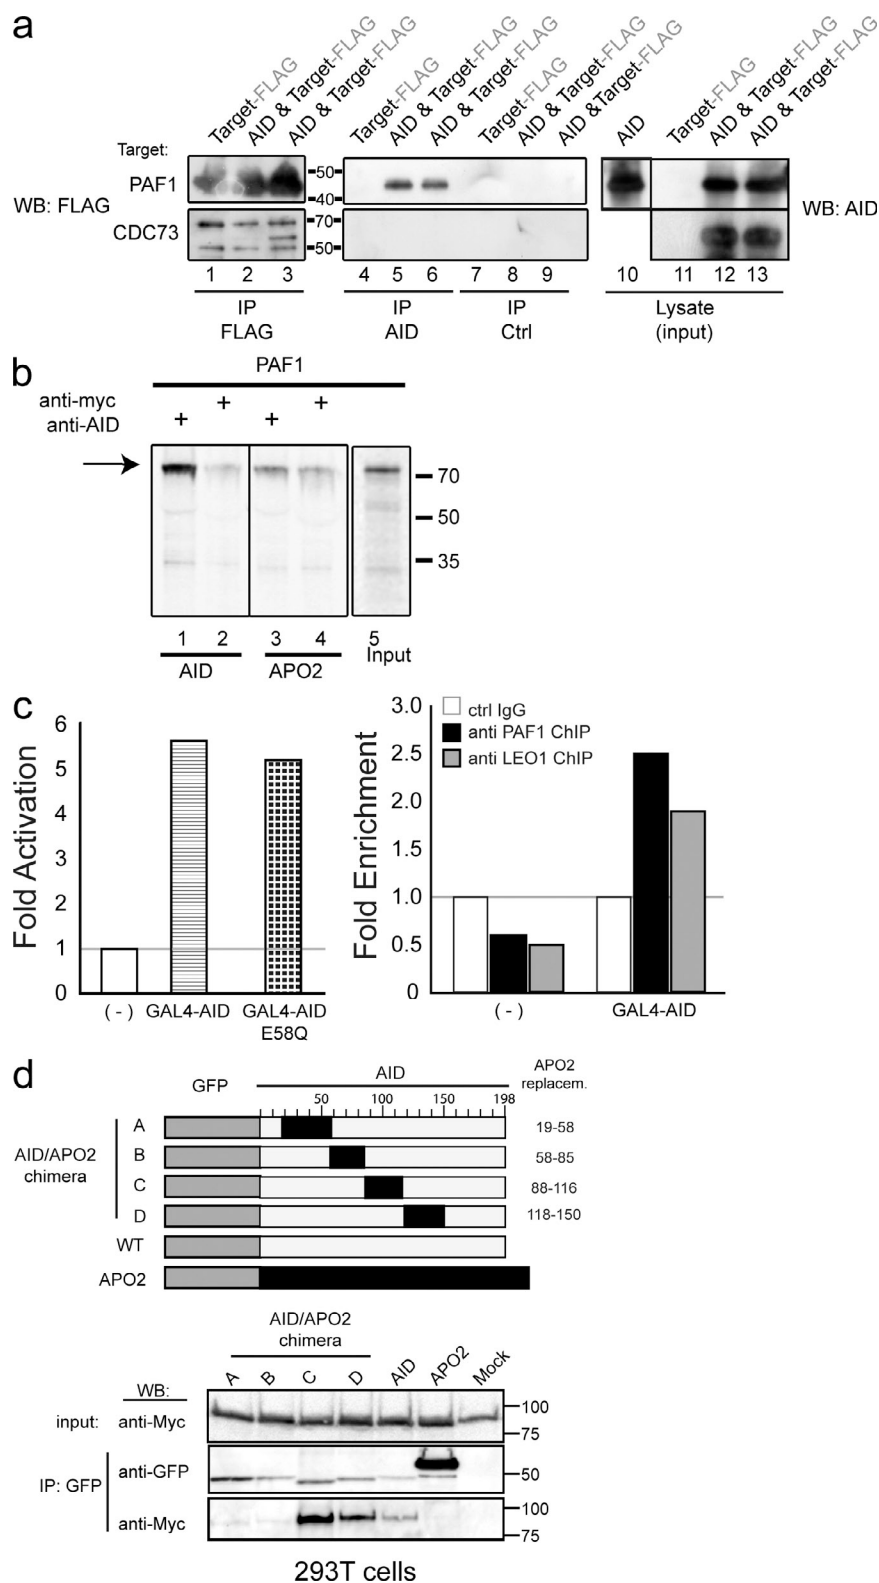 a
Target-FLAG
AID & Target-FLAG
AID & Target-FLAG
Target-FLAG
AID & Target-FLAG
AID & Target-FLAG
Target-FLAG
AID & Target-FLAG
AID &Target-FLAG
AID
Target-FLAG
AID & Target-FLAG
AID & Target-FLAG
Target:
PAF1
50
40
WB: FLAG
WB: AID
CDC73
70
50
1 2 3 4 5 6 7 8 9 10 11 12 13
IP IP IP Lysate
FLAG AID Ctrl (input)
b
PAF1
anti-myc + +
anti-AID + +
70
50
35
1 2 3 4 5
AID APO2 Input
c
Fold Activation
6
5
4
3
2
1
0
( - ) GAL4-AID GAL4-AID
E58Q
Fold Enrichment
3.0
2.5
2.0
1.5
1.0
0.5
0
ctrl IgG
anti PAF1 ChIP
anti LEO1 ChIP
( - ) GAL4-AID
d
GFP AID APO2
replacem.
50 100 150 198
AID/APO2
chimera
A 19-58
B 58-85
C 88-116
D 118-150
WT
APO2
AID/APO2
chimera
A B C D AID APO2 Mock
WB:
input: anti-Myc 100
75
IP: GFP
anti-GFP 50
anti-Myc 100
75
293T cells